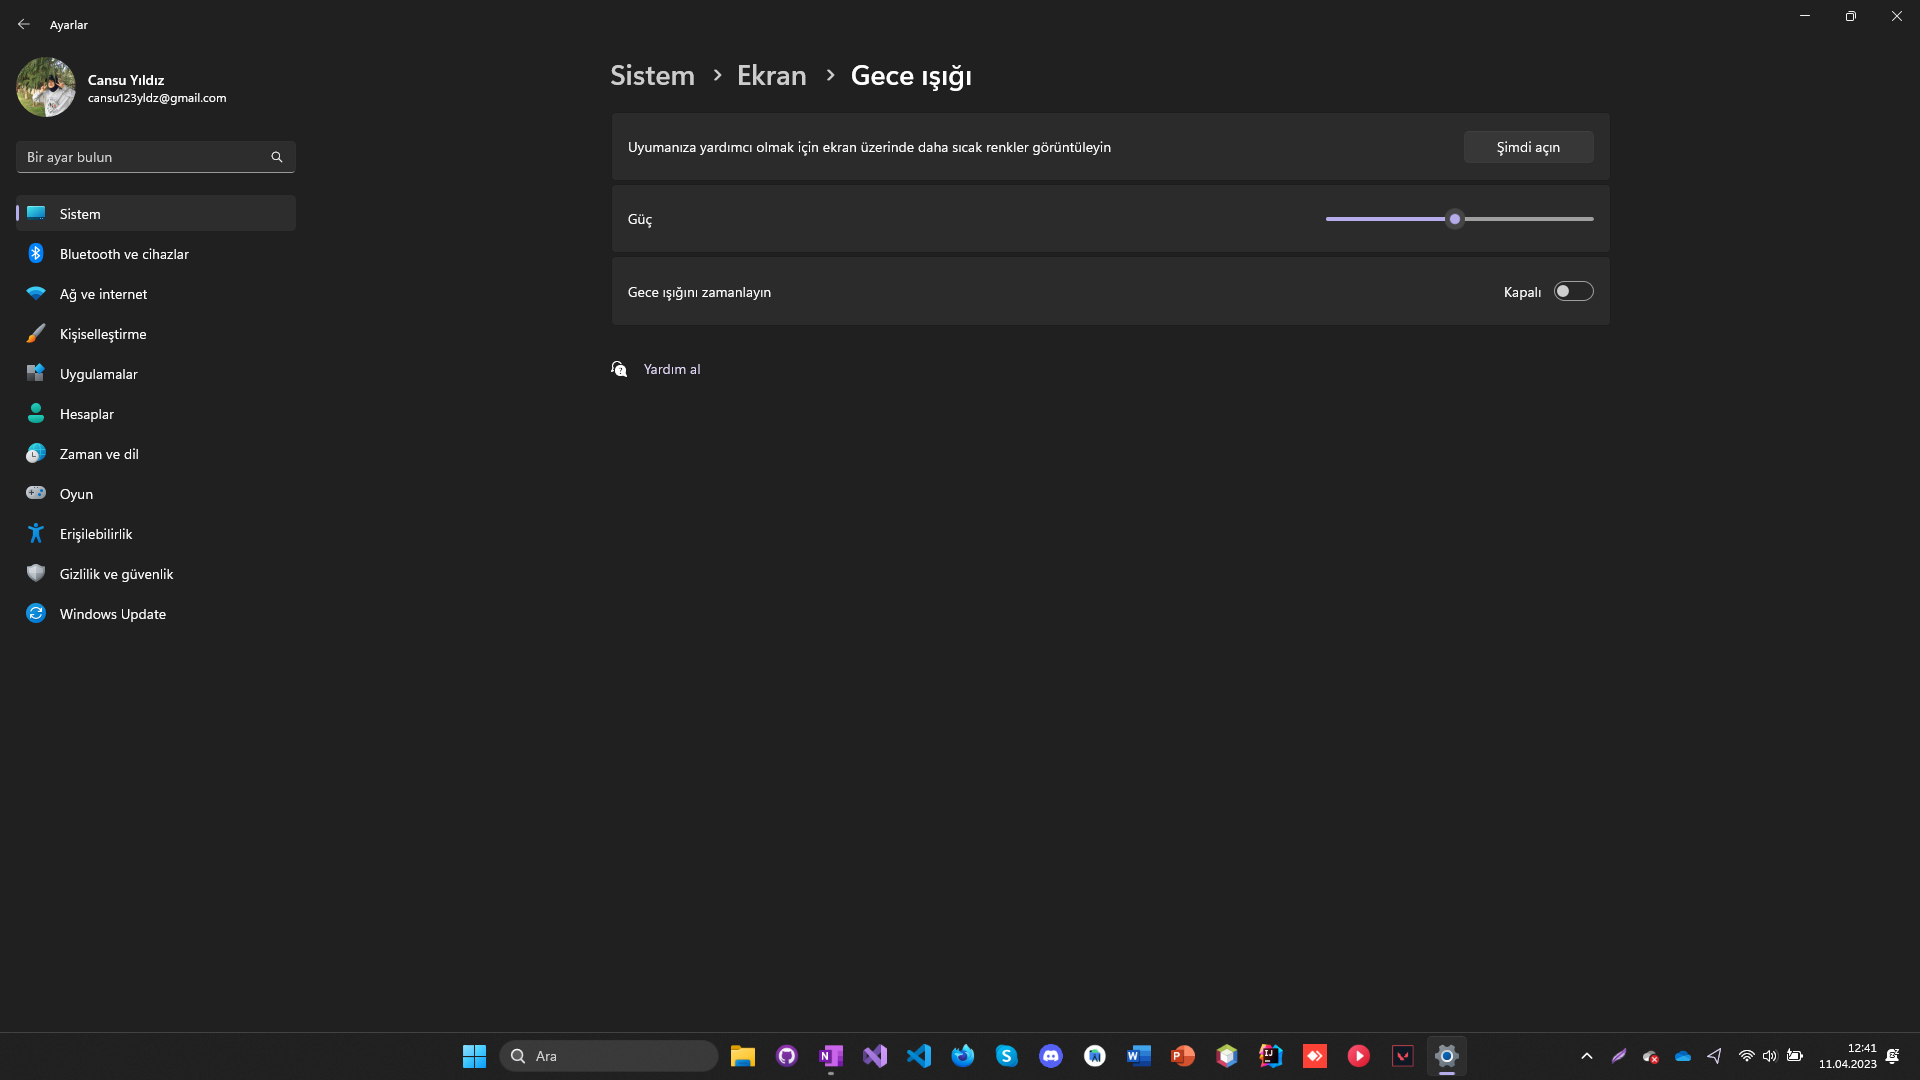 Ayarlar
Cansu Yıldız
cansu123yldz@gmail.com
Bir ayar bulun
Sistem
Bluetooth ve cihazlar
Ağ ve internet
Kişiselleştirme
Uygulamalar
Hesaplar
Zaman ve dil
Oyun
Erişilebilirlik
Gizlilik ve güvenlik
Windows Update
Sistem > Ekran > Gece ışığı
Uyumanıza yardımcı olmak için ekran üzerinde daha sıcak renkler görüntüleyin
Şimdi açın
Güç
Gece ışığını zamanlayın
Kapalı
Yardım al
Ara
12:41
11.04.2023